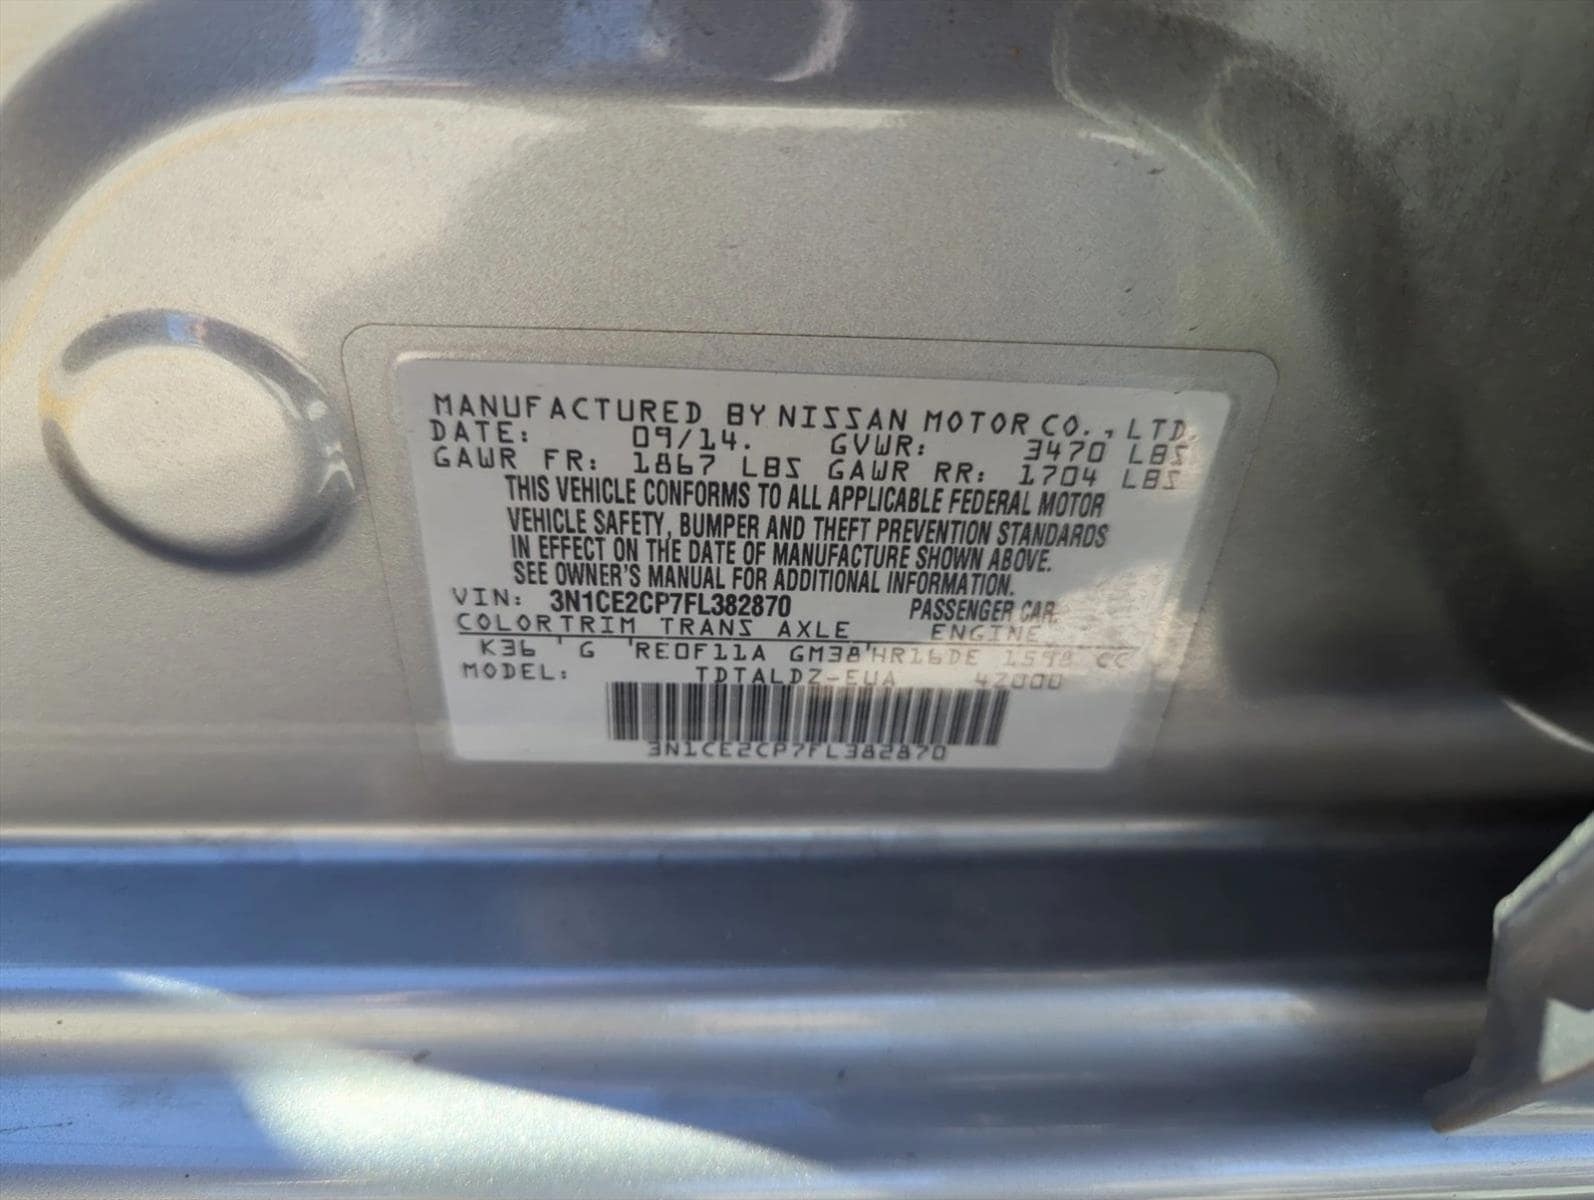 MANUFACTURED BY NISSAN MOTOR CO., LTD.
DATE: 09/14. GVWR: 3470 LBS
GAWR FR: 1867 LBS GAWR RR: 1704 LBS
THIS VEHICLE CONFORMS TO ALL APPLICABLE FEDERAL MOTOR
VEHICLE SAFETY, BUMPER AND THEFT PREVENTION STANDARDS
IN EFFECT ON THE DATE OF MANUFACTURE SHOWN ABOVE.
SEE OWNER'S MANUAL FOR ADDITIONAL INFORMATION.
VIN: 3N1CE2CP7FL382870 PASSENGER CAR.
COLORTRIM TRANS AXLE ENGINE
K36 ' G 'RE0F11A GM38'HR16DE 1598 CC
MODEL: TDTALDZ-EUA 4Z000
3N1CE2CP7FL382870